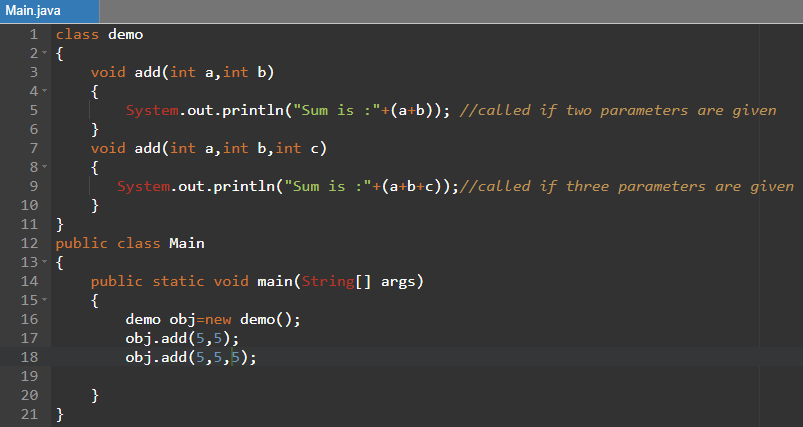 Main.java
1 class demo
2 {
3     void add(int a,int b)
4     {
5         System.out.println("Sum is :"+(a+b)); //called if two parameters are given
6     }
7     void add(int a,int b,int c)
8     {
9        System.out.println("Sum is :"+(a+b+c));//called if three parameters are given
10     }
11 }
12 public class Main
13 {
14     public static void main(String[] args)
15     {
16         demo obj=new demo();
17         obj.add(5,5);
18         obj.add(5,5,5);
19
20     }
21 }